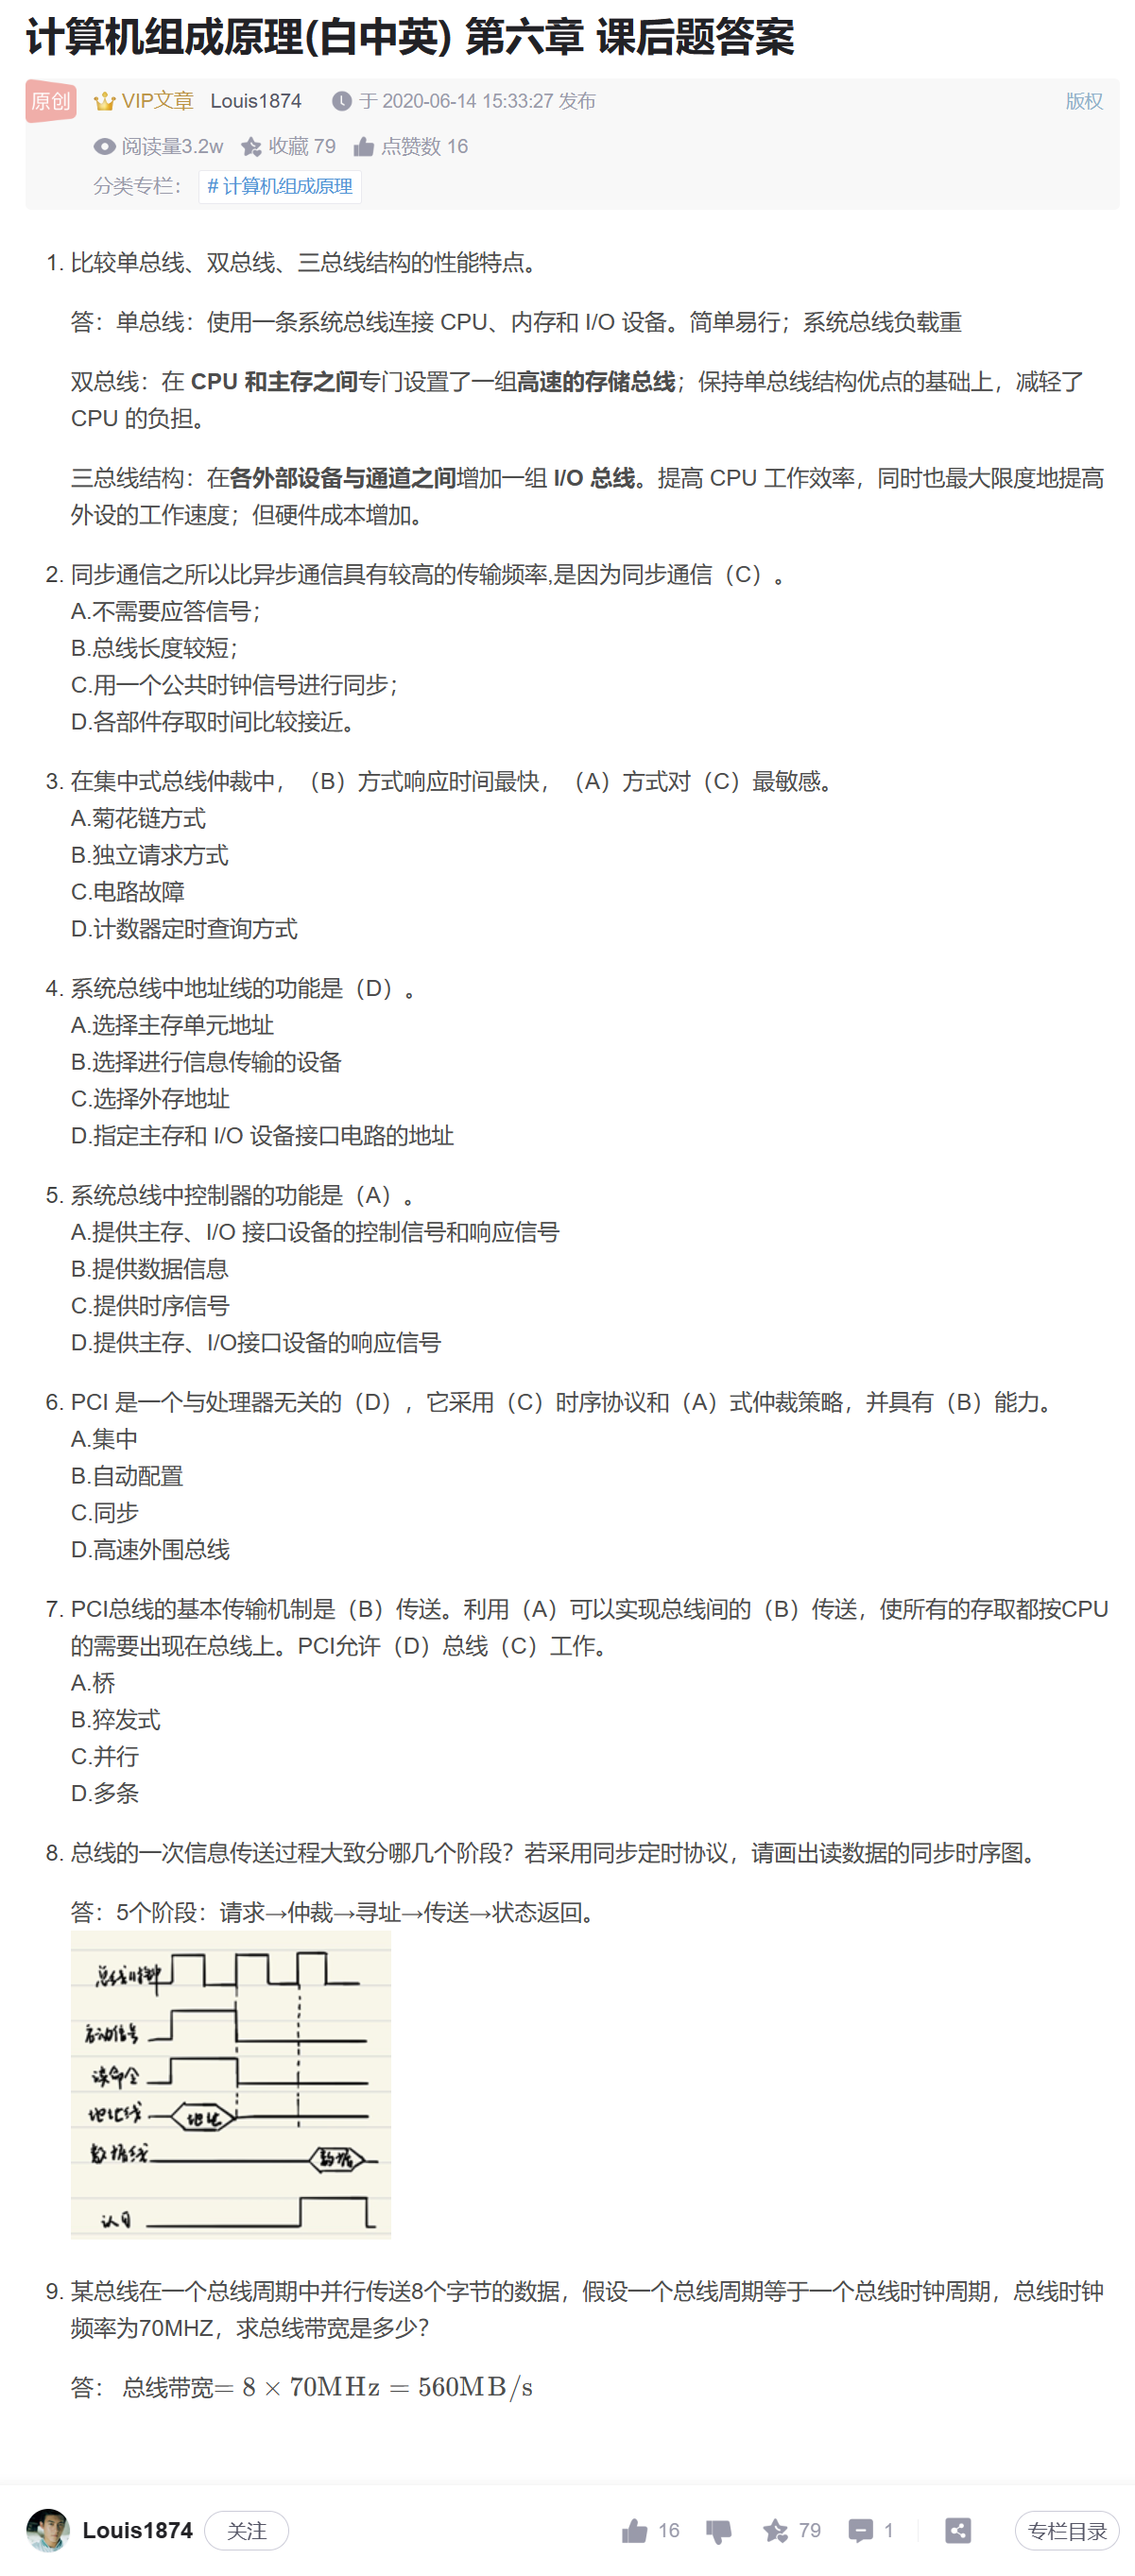 计算机组成原理(白中英) 第六章 课后题答案
原创 VIP文章 Louis1874 于 2020-06-14 15:33:27 发布 版权
阅读量3.2w 收藏 79 点赞数 16
分类专栏： # 计算机组成原理
1. 比较单总线、双总线、三总线结构的性能特点。
答：单总线：使用一条系统总线连接 CPU、内存和 I/O 设备。简单易行；系统总线负载重
双总线：在 CPU 和主存之间专门设置了一组高速的存储总线；保持单总线结构优点的基础上，减轻了
CPU 的负担。
三总线结构：在各外部设备与通道之间增加一组 I/O 总线。提高 CPU 工作效率，同时也最大限度地提高
外设的工作速度；但硬件成本增加。
2. 同步通信之所以比异步通信具有较高的传输频率,是因为同步通信（C）。
A.不需要应答信号；
B.总线长度较短；
C.用一个公共时钟信号进行同步；
D.各部件存取时间比较接近。
3. 在集中式总线仲裁中，（B）方式响应时间最快，（A）方式对（C）最敏感。
A.菊花链方式
B.独立请求方式
C.电路故障
D.计数器定时查询方式
4. 系统总线中地址线的功能是（D）。
A.选择主存单元地址
B.选择进行信息传输的设备
C.选择外存地址
D.指定主存和 I/O 设备接口电路的地址
5. 系统总线中控制器的功能是（A）。
A.提供主存、I/O 接口设备的控制信号和响应信号
B.提供数据信息
C.提供时序信号
D.提供主存、I/O接口设备的响应信号
6. PCI 是一个与处理器无关的（D），它采用（C）时序协议和（A）式仲裁策略，并具有（B）能力。
A.集中
B.自动配置
C.同步
D.高速外围总线
7. PCI总线的基本传输机制是（B）传送。利用（A）可以实现总线间的（B）传送，使所有的存取都按CPU
的需要出现在总线上。PCI允许（D）总线（C）工作。
A.桥
B.猝发式
C.并行
D.多条
8. 总线的一次信息传送过程大致分哪几个阶段？若采用同步定时协议，请画出读数据的同步时序图。
答：5个阶段：请求→仲裁→寻址→传送→状态返回。
总线时钟
启动信号
读命令
地址线 地址
数据线 数据
认可
9. 某总线在一个总线周期中并行传送8个字节的数据，假设一个总线周期等于一个总线时钟周期，总线时钟
频率为70MHZ，求总线带宽是多少？
答： 总线带宽= 8 × 70MHz = 560MB/s
Louis1874 关注 16 79 1 专栏目录